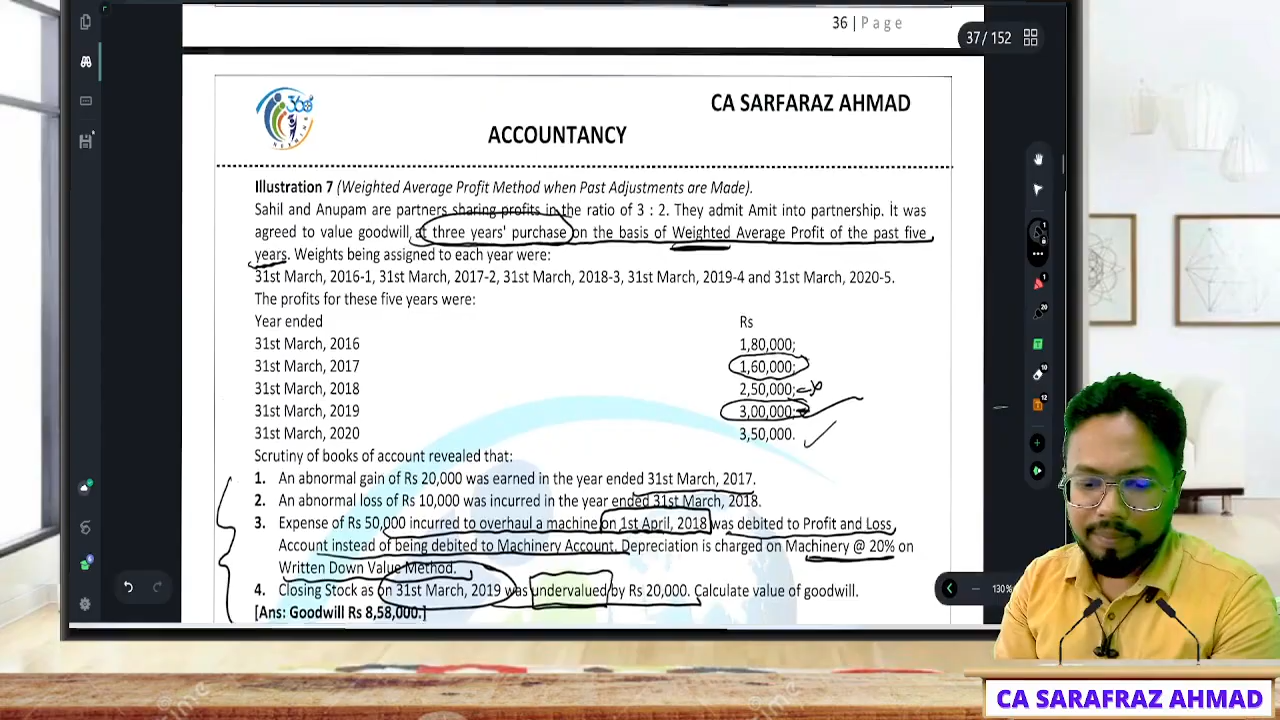 36 | Page
37/ 152
CA SARFARAZ AHMAD
ACCOUNTANCY
Illustration 7 (Weighted Average Profit Method when Past Adjustments are Made).
Sahil and Anupam are partners sharing profits in the ratio of 3 : 2. They admit Amit into partnership. It was
agreed to value goodwill at three years' purchase on the basis of Weighted Average Profit of the past five
years. Weights being assigned to each year were:
31st March, 2016-1, 31st March, 2017-2, 31st March, 2018-3, 31st March, 2019-4 and 31st March, 2020-5.
The profits for these five years were:
Year ended Rs
31st March, 2016 1,80,000;
31st March, 2017 1,60,000;
31st March, 2018 2,50,000;
31st March, 2019 3,00,000;
31st March, 2020 3,50,000.
Scrutiny of books of account revealed that:
1. An abnormal gain of Rs 20,000 was earned in the year ended 31st March, 2017.
2. An abnormal loss of Rs 10,000 was incurred in the year ended 31st March, 2018.
3. Expense of Rs 50,000 incurred to overhaul a machine on 1st April, 2018 was debited to Profit and Loss
Account instead of being debited to Machinery Account. Depreciation is charged on Machinery @ 20% on
Written Down Value Method.
4. Closing Stock as on 31st March, 2019 was undervalued by Rs 20,000. Calculate value of goodwill.
[Ans: Goodwill Rs 8,58,000.]
130%
CA SARAFRAZ AHMAD